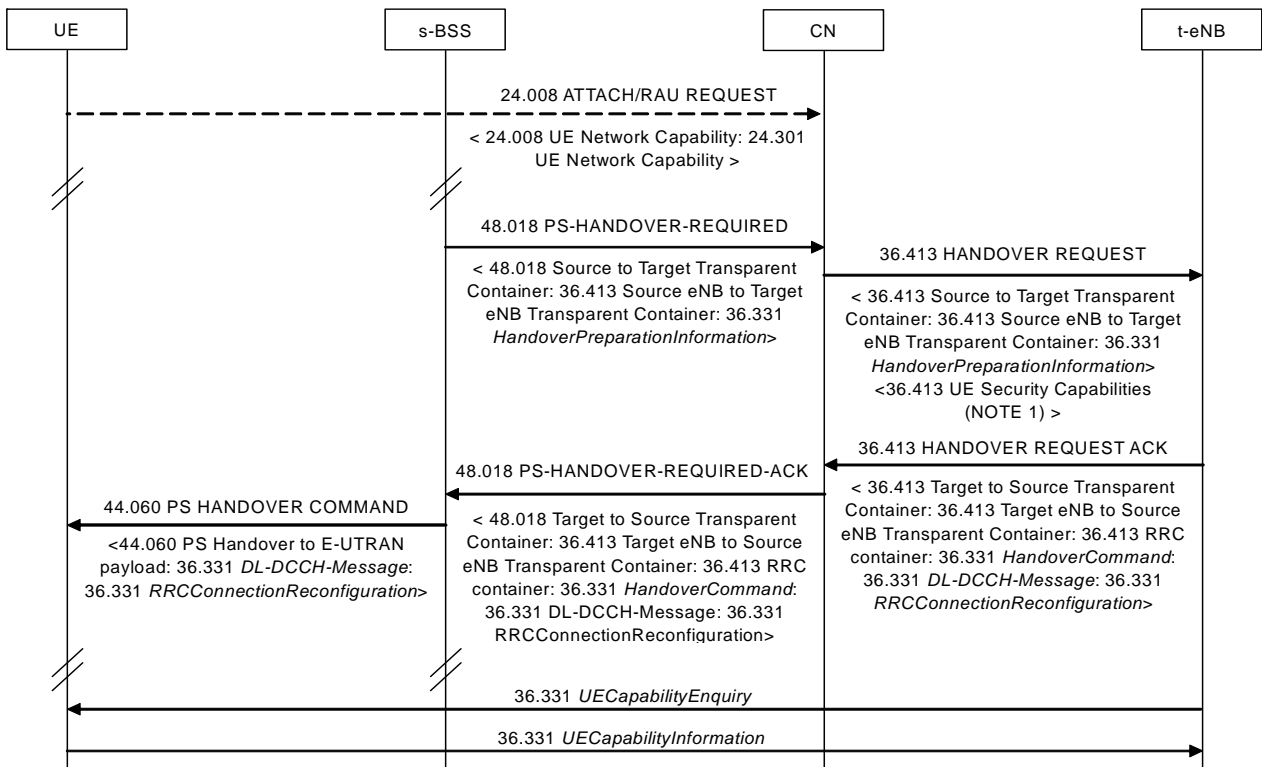 UE
s-BSS
CN
t-eNB
24.008 ATTACH/RAU REQUEST
< 24.008 UE Network Capability: 24.301
UE Network Capability >
48.018 PS-HANDOVER-REQUIRED
< 48.018 Source to Target Transparent
Container: 36.413 Source eNB to Target
eNB Transparent Container: 36.331
HandoverPreparationInformation>
36.413 HANDOVER REQUEST
< 36.413 Source to Target Transparent
Container: 36.413 Source eNB to Target
eNB Transparent Container: 36.331
HandoverPreparationInformation>
<36.413 UE Security Capabilities
(NOTE 1) >
36.413 HANDOVER REQUEST ACK
< 36.413 Target to Source Transparent
Container: 36.413 Target eNB to Source
eNB Transparent Container: 36.413 RRC
container: 36.331 HandoverCommand:
36.331 DL-DCCH-Message: 36.331
RRCConnectionReconfiguration>
48.018 PS-HANDOVER-REQUIRED-ACK
< 48.018 Target to Source Transparent
Container: 36.413 Target eNB to Source
eNB Transparent Container: 36.413 RRC
container: 36.331 HandoverCommand:
36.331 DL-DCCH-Message: 36.331
RRCConnectionReconfiguration>
44.060 PS HANDOVER COMMAND
<44.060 PS Handover to E-UTRAN
payload: 36.331 DL-DCCH-Message:
36.331 RRCConnectionReconfiguration>
36.331 UECapabilityEnquiry
36.331 UECapabilityInformation